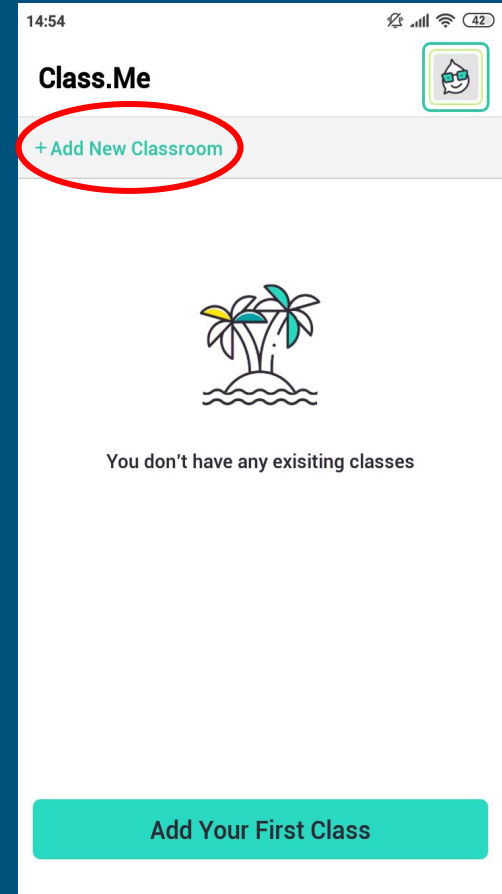 14:54
42
Class.Me
+ Add New Classroom
You don't have any exisiting classes
Add Your First Class